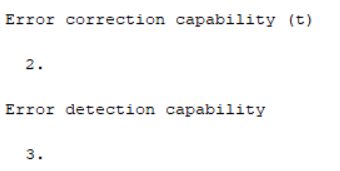 Error correction capability (t)
2.
Error detection capability
3.